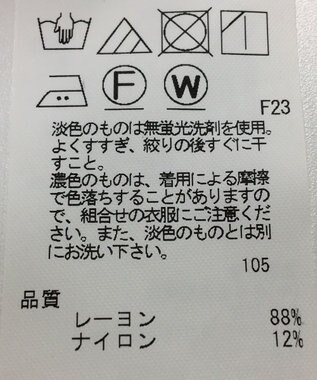 F W
F23
淡色のものは無蛍光洗剤を使用。
よくすすぎ、絞りの後すぐに干
すこと。
濃色のものは、着用による摩擦
で色落ちすることがありますの
で、組合せの衣服にご注意くだ
さい。また、淡色のものとは別
にお洗い下さい。
105
品質
レーヨン 88%
ナイロン 12%